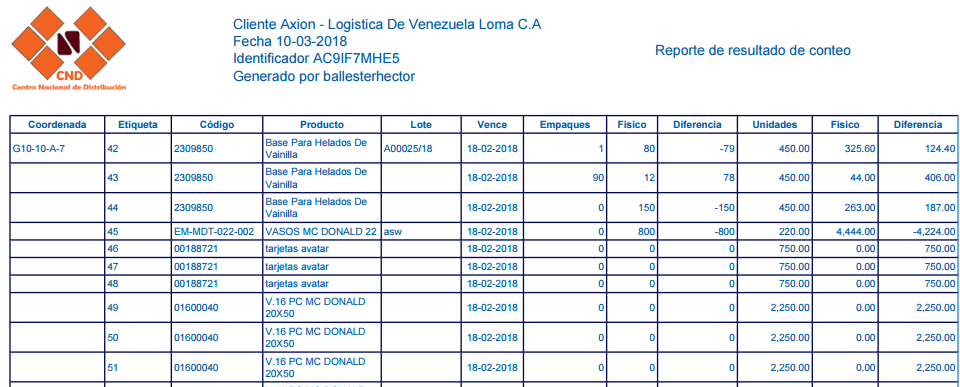 CND
Centro Nacional de Distribución
Cliente Axion - Logistica De Venezuela Loma C.A
Fecha 10-03-2018
Identificador AC9IF7MHE5
Generado por ballesterhector
Reporte de resultado de conteo
Coordenada Etiqueta Código Producto Lote Vence Empaques Fisico Diferencia Unidades Fisico Diferencia
G10-10-A-7 42 2309850 Base Para Helados De Vainilla A00025/18 18-02-2018 1 80 -79 450.00 325.60 124.40
43 2309850 Base Para Helados De Vainilla 18-02-2018 90 12 78 450.00 44.00 406.00
44 2309850 Base Para Helados De Vainilla 18-02-2018 0 150 -150 450.00 263.00 187.00
45 EM-MDT-022-002 VASOS MC DONALD 22 asw 18-02-2018 0 800 -800 220.00 4,444.00 -4,224.00
46 00188721 tarjetas avatar 18-02-2018 0 0 0 750.00 0.00 750.00
47 00188721 tarjetas avatar 18-02-2018 0 0 0 750.00 0.00 750.00
48 00188721 tarjetas avatar 18-02-2018 0 0 0 750.00 0.00 750.00
49 01600040 V.16 PC MC DONALD 20X50 18-02-2018 0 0 0 2,250.00 0.00 2,250.00
50 01600040 V.16 PC MC DONALD 20X50 18-02-2018 0 0 0 2,250.00 0.00 2,250.00
51 01600040 V.16 PC MC DONALD 20X50 18-02-2018 0 0 0 2,250.00 0.00 2,250.00